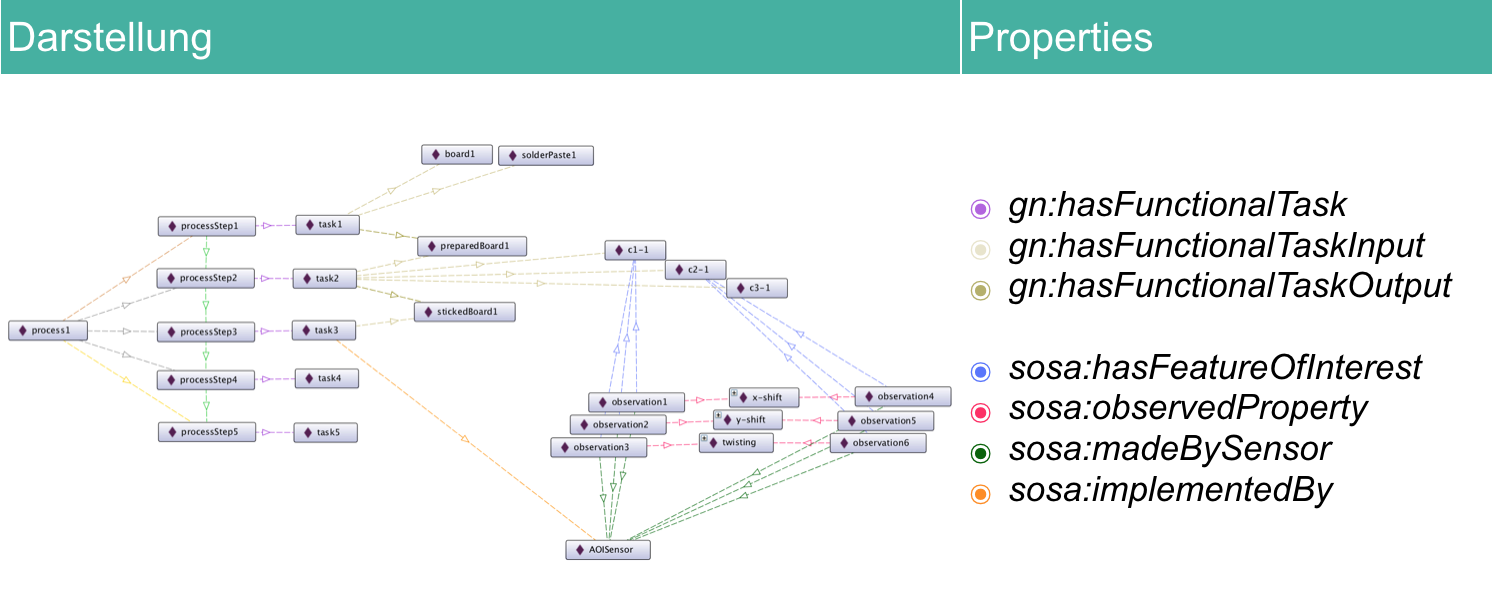 Darstellung
Properties
board1
solderPaste1
processStep1
task1
preparedBoard1
c1-1
processStep2
task2
c2-1
c3-1
stickedBoard1
process1
processStep3
task3
processStep4
task4
processStep5
task5
observation1
x-shift
observation4
observation2
y-shift
observation5
observation3
twisting
observation6
AOISensor
gn:hasFunctionalTask
gn:hasFunctionalTaskInput
gn:hasFunctionalTaskOutput
sosa:hasFeatureOfInterest
sosa:observedProperty
sosa:madeBySensor
sosa:implementedBy